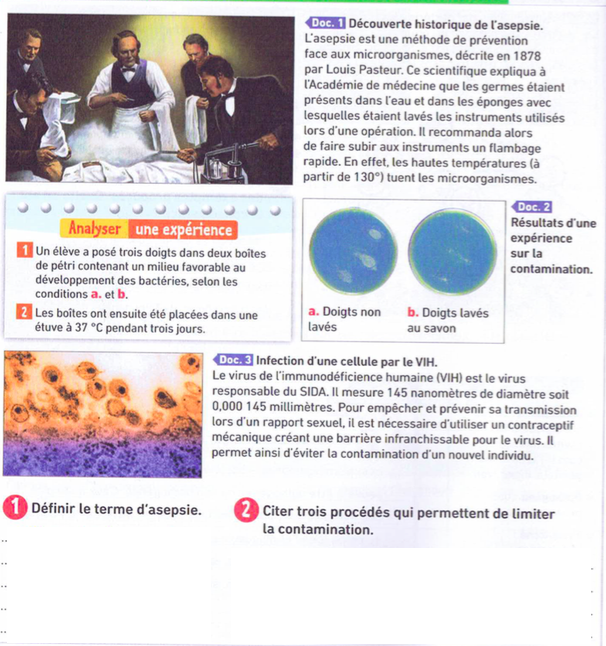 Doc. 1 Découverte historique de l'asepsie.
L'asepsie est une méthode de prévention
face aux microorganismes, décrite en 1878
par Louis Pasteur. Ce scientifique expliqua à
l'Académie de médecine que les germes étaient
présents dans l'eau et dans les éponges avec
lesquelles étaient lavés les instruments utilisés
lors d'une opération. Il recommanda alors
de faire subir aux instruments un flambage
rapide. En effet, les hautes températures (à
partir de 130°) tuent les microorganismes.
Analyser une expérience
1 Un élève a posé trois doigts dans deux boîtes
de pétri contenant un milieu favorable au
développement des bactéries, selon les
conditions a. et b.
2 Les boîtes ont ensuite été placées dans une
étuve à 37 °C pendant trois jours.
a. Doigts non
lavés
b. Doigts lavés
au savon
Doc. 2
Résultats d'une
expérience
sur la
contamination.
Doc. 3 Infection d'une cellule par le VIH.
Le virus de l'immunodéficience humaine (VIH) est le virus
responsable du SIDA. Il mesure 145 nanomètres de diamètre soit
0,000 145 millimètres. Pour empêcher et prévenir sa transmission
lors d'un rapport sexuel, il est nécessaire d'utiliser un contraceptif
mécanique créant une barrière infranchissable pour le virus. Il
permet ainsi d'éviter la contamination d'un nouvel individu.
1 Définir le terme d'asepsie.
2 Citer trois procédés qui permettent de limiter
la contamination.